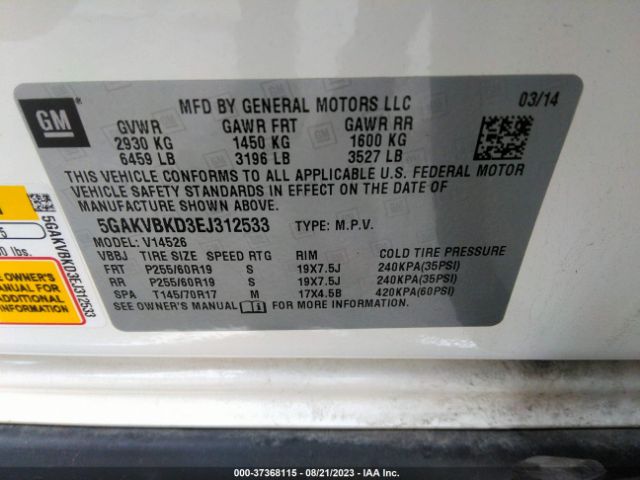 GM
MFD BY GENERAL MOTORS LLC 03/14
GVWR GAWR FRT GAWR RR
2930 KG 1450 KG 1600 KG
6459 LB 3196 LB 3527 LB
THIS VEHICLE CONFORMS TO ALL APPLICABLE U.S. FEDERAL MOTOR
VEHICLE SAFETY STANDARDS IN EFFECT ON THE DATE OF
MANUFACTURE SHOWN ABOVE.
5GAKVBKD3EJ312533 TYPE: M.P.V.
MODEL: V14526
VBBJ TIRE SIZE SPEED RTG RIM COLD TIRE PRESSURE
FRT P255/60R19 S 19X7.5J 240KPA(35PSI)
RR P255/60R19 S 19X7.5J 240KPA(35PSI)
SPA T145/70R17 M 17X4.5B 420KPA(60PSI)
SEE OWNER'S MANUAL FOR MORE INFORMATION.
5GAKVBKD3EJ312533
lbs.
OWNER'S
MANUAL FOR
ADDITIONAL
000-37368115 - 08/21/2023 - IAA Inc.